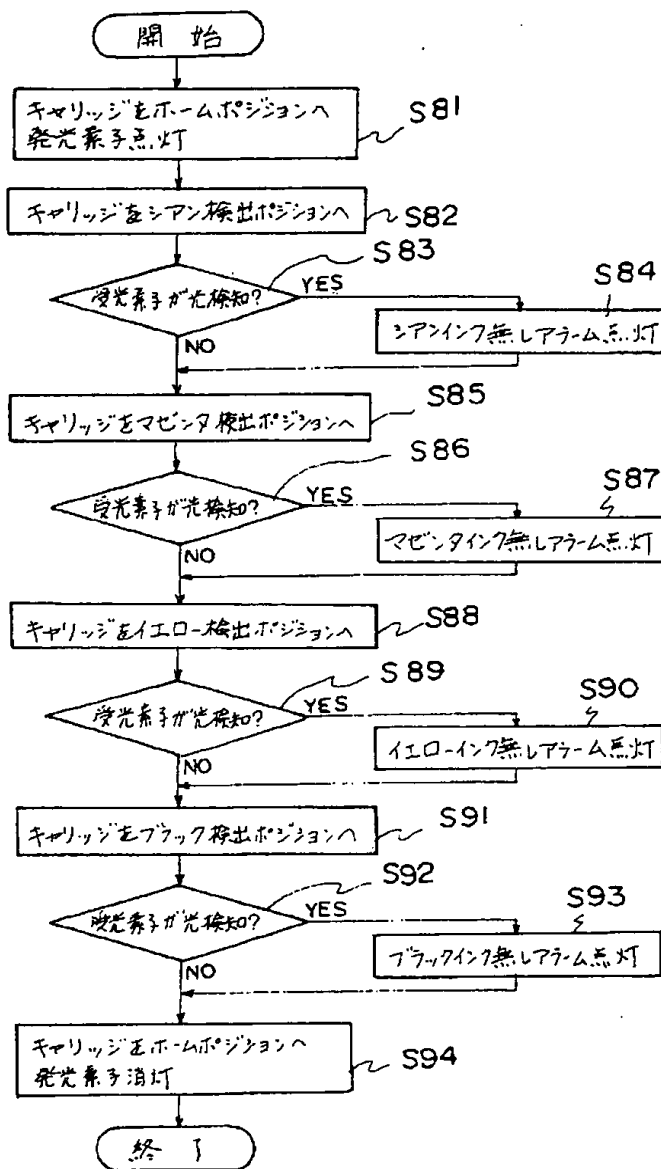 開始
キャリッジをホームポジションへ
発光素子点灯
S81
キャリッジをシアン検出ポジションへ
S82
S83
受光素子が光検知?
YES
NO
S84
シアンインク無しアラーム点灯
キャリッジをマゼンタ検出ポジションへ
S85
S86
受光素子が光検知?
YES
NO
S87
マゼンタインク無しアラーム点灯
キャリッジをイエロー検出ポジションへ
S88
S89
受光素子が光検知?
YES
NO
S90
イエローインク無しアラーム点灯
キャリッジをブラック検出ポジションへ
S91
S92
受光素子が光検知?
YES
NO
S93
ブラックインク無しアラーム点灯
キャリッジをホームポジションへ
発光素子消灯
S94
終了